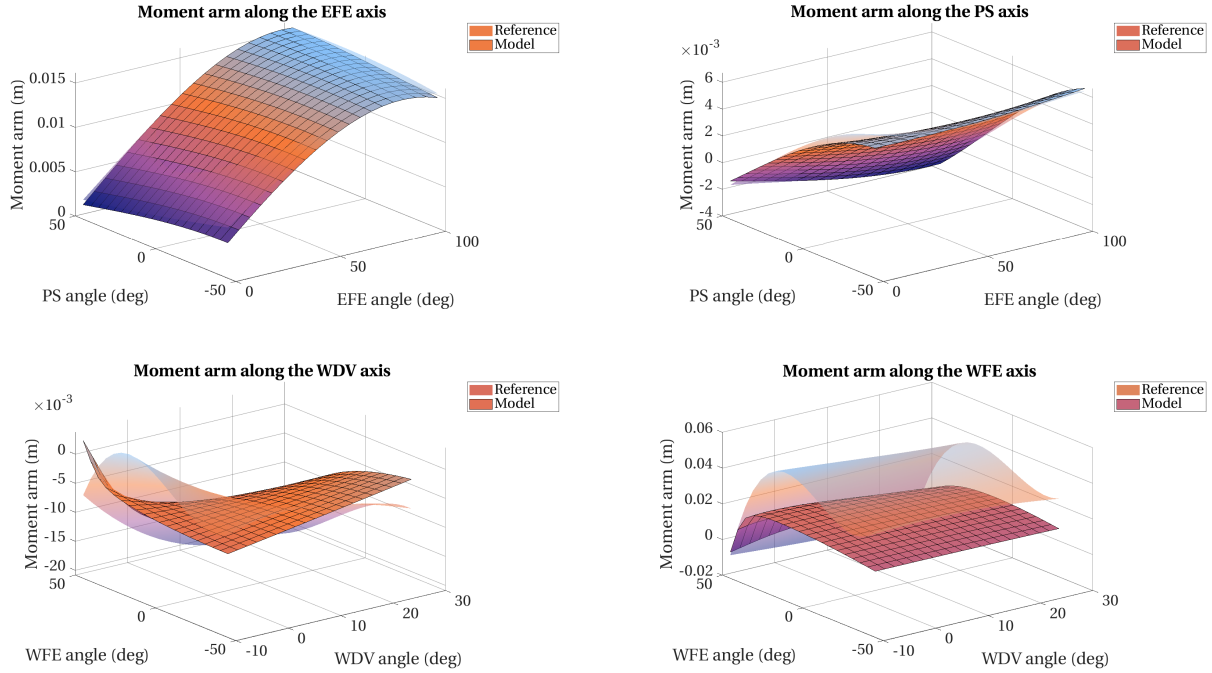 Moment arm along the EFE axis
Reference
Model
Moment arm (m)
0.015
0.01
0.005
0
50
0
-50
PS angle (deg)
0
50
100
EFE angle (deg)
Moment arm along the PS axis
Reference
Model
×10⁻³
Moment arm (m)
6
4
2
0
-2
-4
50
0
-50
PS angle (deg)
0
50
100
EFE angle (deg)
Moment arm along the WDV axis
Reference
Model
×10⁻³
Moment arm (m)
0
-5
-10
-15
-20
50
0
-50
WFE angle (deg)
-10
0
10
20
30
WDV angle (deg)
Moment arm along the WFE axis
Reference
Model
Moment arm (m)
0.06
0.04
0.02
0
-0.02
50
0
-50
WFE angle (deg)
-10
0
10
20
30
WDV angle (deg)